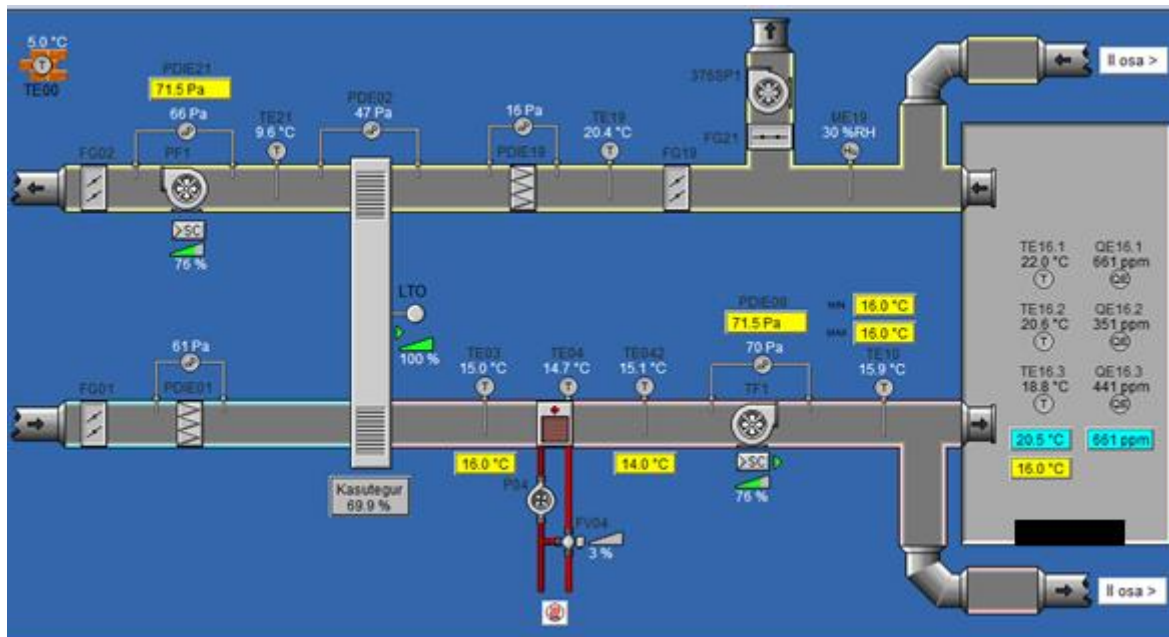 5.0 °C
T
TE00
PDIE21
71.5 Pa
66 Pa
PF1
FG02
TE21
9.6 °C
T
PDE02
47 Pa
16 Pa
PDIE19
TE19
20.4 °C
T
FG19
376SP1
FG21
ME19
30 %RH
II osa >
>SC
76 %
LTO
100 %
61 Pa
PDIE01
FG01
Kasutegur
69.9 %
TE03
15.0 °C
T
16.0 °C
TE04
14.7 °C
T
TE042
15.1 °C
T
14.0 °C
P04
FV04
3 %
PDIE08
71.5 Pa
70 Pa
TF1
>SC
76 %
MIN
16.0 °C
MAX
16.0 °C
TE10
15.9 °C
T
TE16.1 QE16.1
22.0 °C 661 ppm
T QE
TE16.2 QE16.2
20.6 °C 351 ppm
T QE
TE16.3 QE16.3
18.8 °C 441 ppm
T QE
20.5 °C 661 ppm
16.0 °C
II osa >